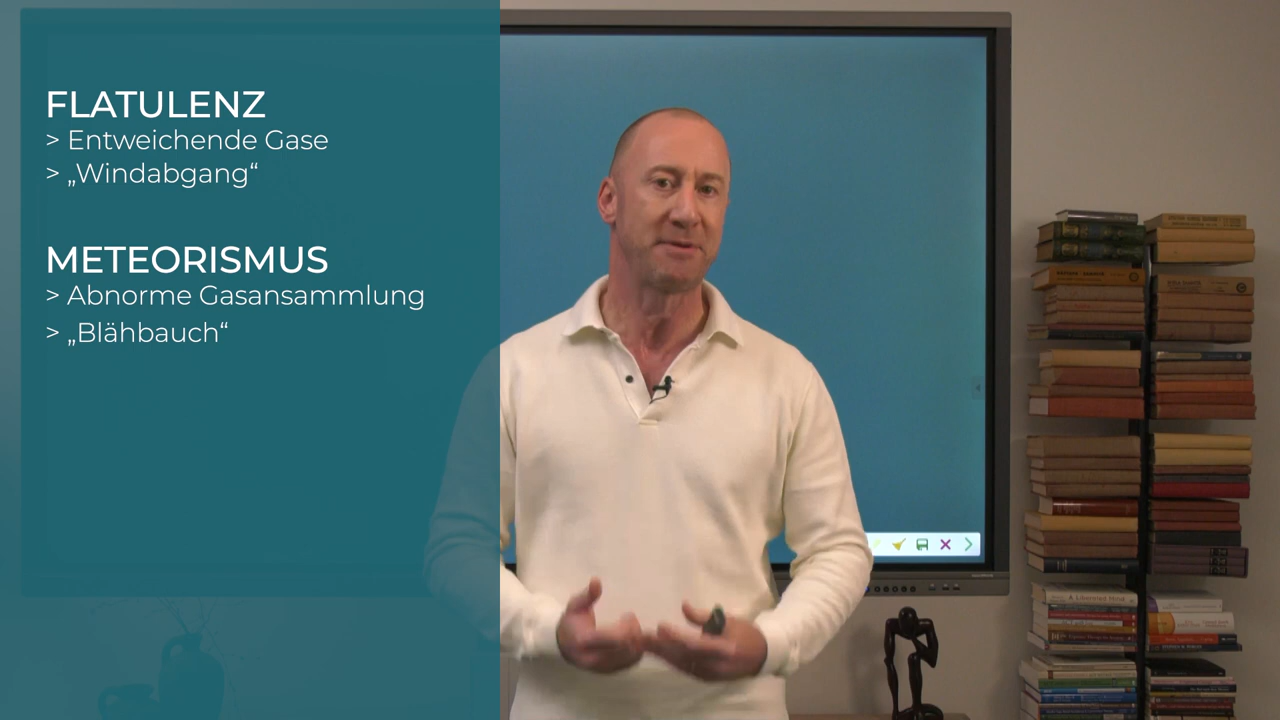 FLATULENZ
> Entweichende Gase
> „Windabgang“
METEORISMUS
> Abnorme Gasansammlung
> „Blähbauch“